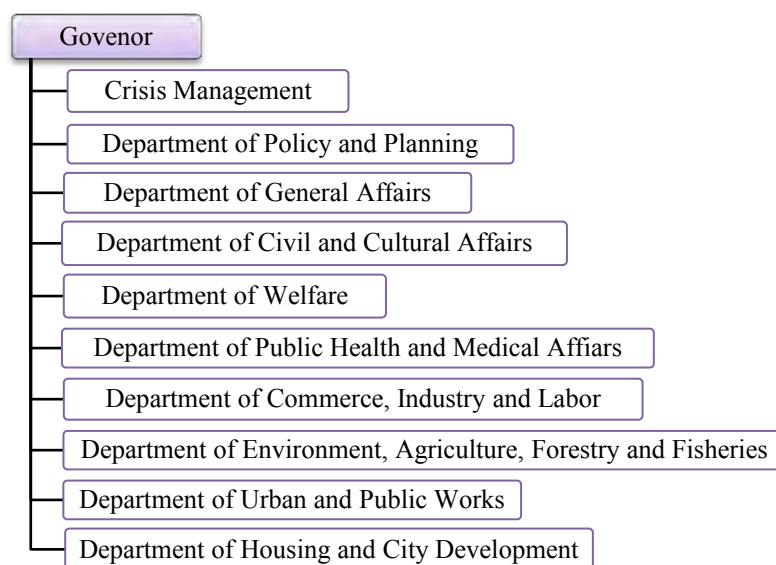 Govenor
Crisis Management
Department of Policy and Planning
Department of General Affairs
Department of Civil and Cultural Affairs
Department of Welfare
Department of Public Health and Medical Affiars
Department of Commerce, Industry and Labor
Department of Environment, Agriculture, Forestry and Fisheries
Department of Urban and Public Works
Department of Housing and City Development